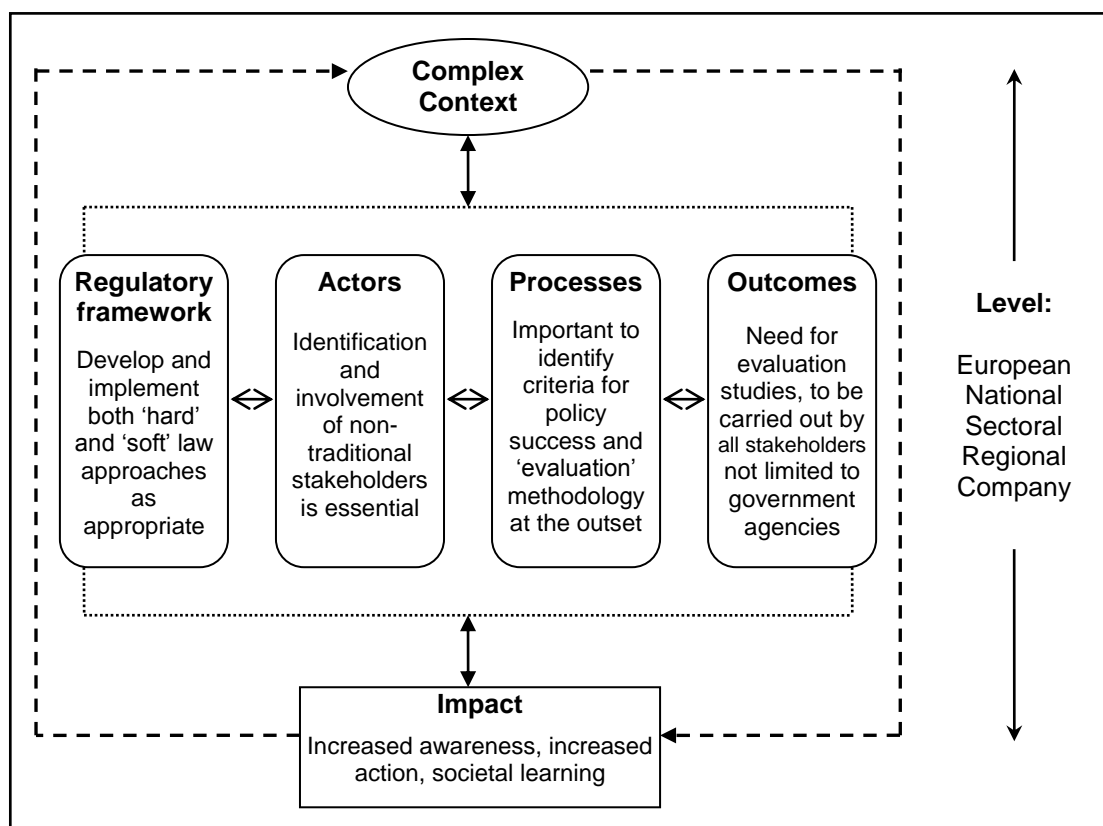 Complex
Context
Regulatory
framework
Develop and
implement
both ‘hard’
and ‘soft’ law
approaches
as
appropriate
Actors
Identification
and
involvement
of non-
traditional
stakeholders
is essential
Processes
Important to
identify
criteria for
policy
success and
‘evaluation’
methodology
at the outset
Outcomes
Need for
evaluation
studies, to be
carried out by
all stakeholders
not limited to
government
agencies
Level:
European
National
Sectoral
Regional
Company
Impact
Increased awareness, increased
action, societal learning